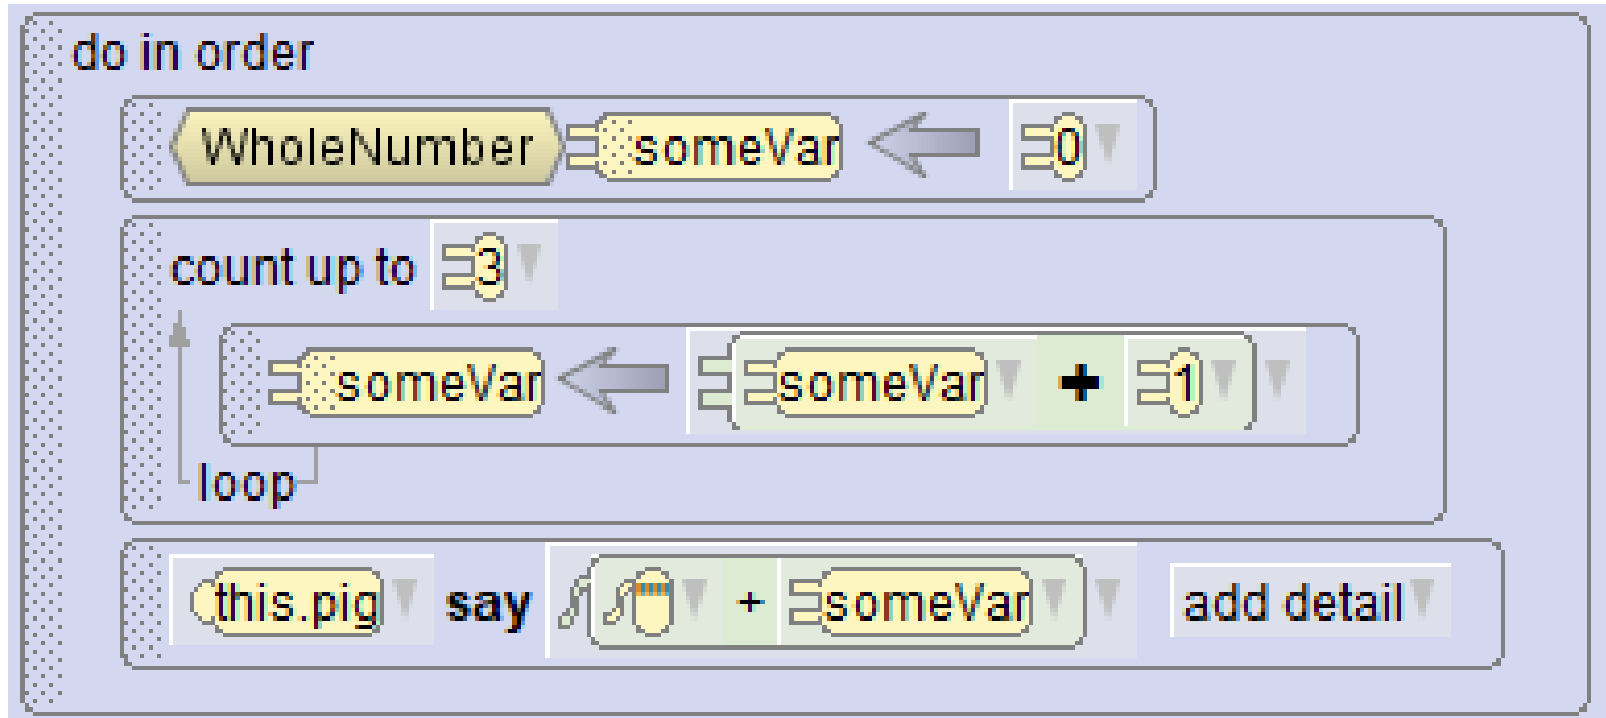 do in order
WholeNumber someVar 0
count up to 3
someVar someVar + 1
loop
this.pig say + someVar add detail